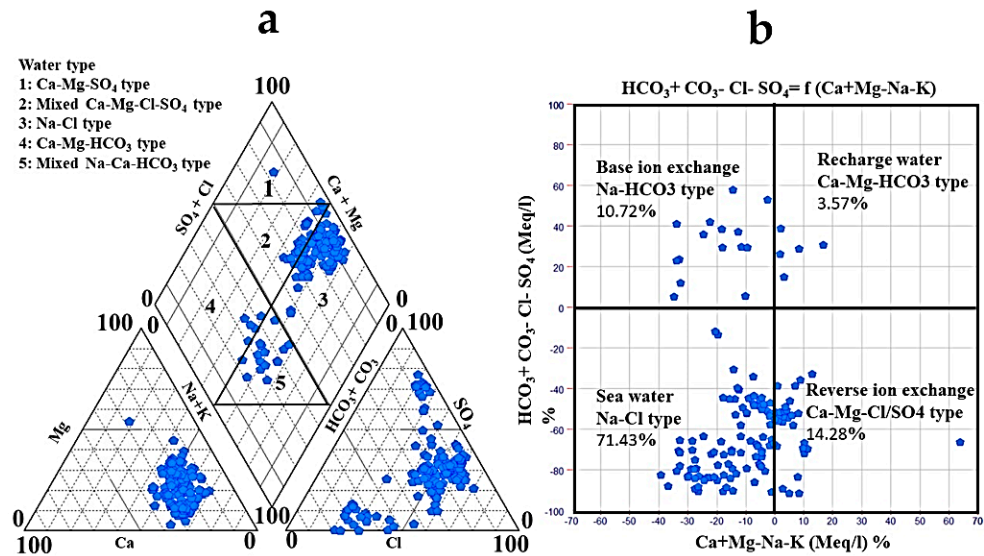 a
Water type
1: Ca-Mg-SO₄ type
2: Mixed Ca-Mg-Cl-SO₄ type
3: Na-Cl type
4: Ca-Mg-HCO₃ type
5: Mixed Na-Ca-HCO₃ type
100
SO₄ + Cl
Ca + Mg
1
2
3
4
5
0
0
100
0
0
100
Mg
Na+K
HCO₃+ CO₃
SO₄
0
0
100
0
0
100
Ca
100
Cl
100
b
HCO₃+ CO₃- Cl- SO₄= f (Ca+Mg-Na-K)
HCO₃+ CO₃- Cl- SO₄ (Meq/l)
%
100
80
60
40
20
0
-20
-40
-60
-80
-100
Base ion exchange
Na-HCO3 type
10.72%
Recharge water
Ca-Mg-HCO3 type
3.57%
Sea water
Na-Cl type
71.43%
Reverse ion exchange
Ca-Mg-Cl/SO4 type
14.28%
-70 -60 -50 -40 -30 -20 -10 0 10 20 30 40 50 60 70
Ca+Mg-Na-K (Meq/l) %